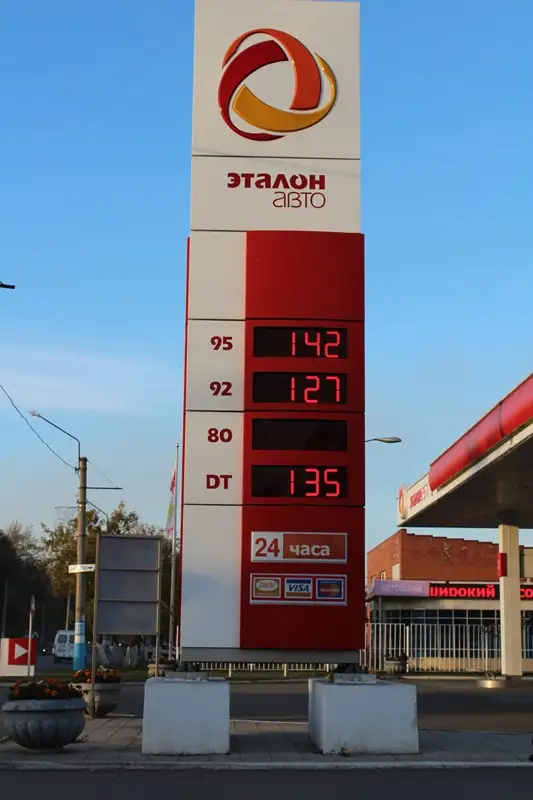 эталон
авто
95 142
92 127
80
DT 135
24 часа
VISA
широкий